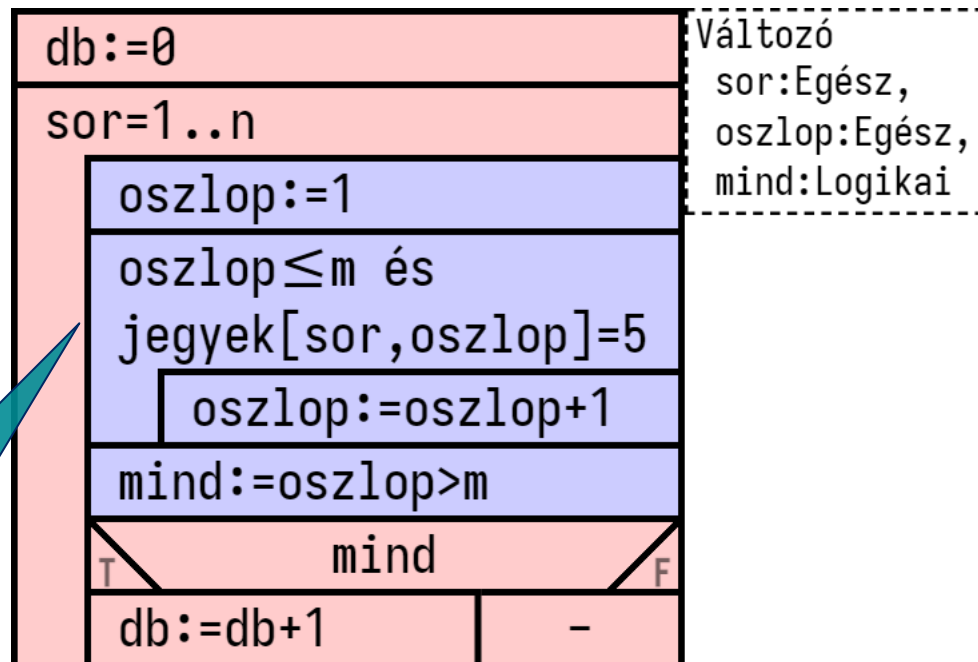 db:=0
sor=1..n
oszlop:=1
oszlop≤m és
jegyek[sor,oszlop]=5
oszlop:=oszlop+1
mind:=oszlop>m
T
mind
F
db:=db+1
-
Változó
sor:Egész,
oszlop:Egész,
mind:Logikai